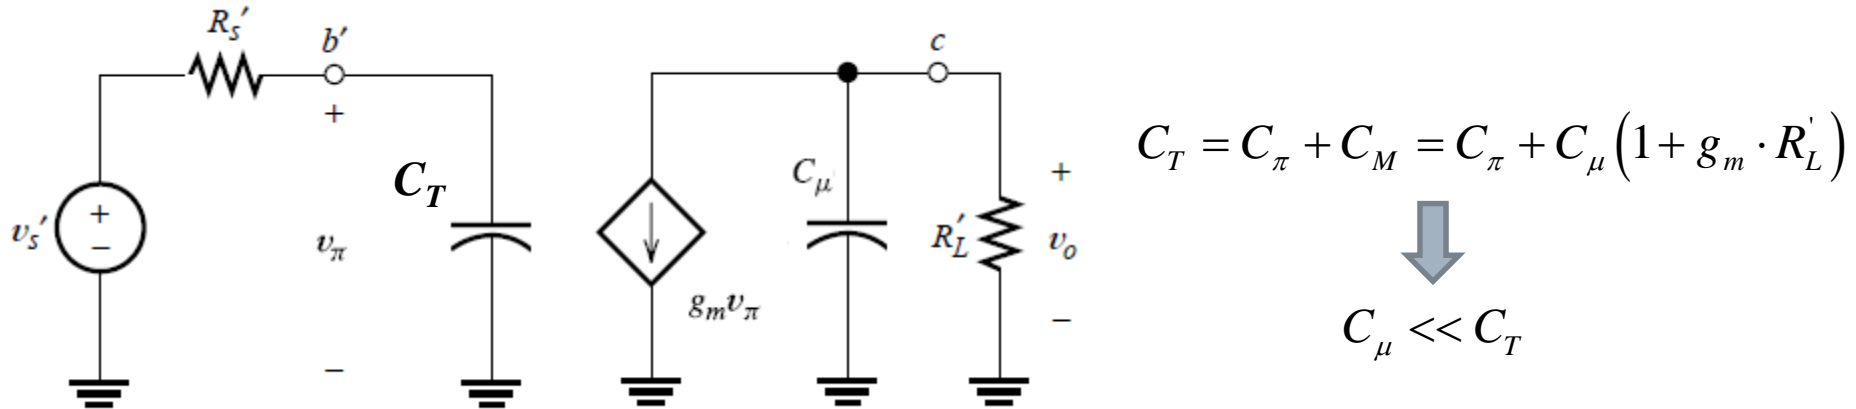 R_s′
b′
c
+
C_T
C_μ
+
v_s′
+
−
v_π
R_L′
v_o
g_m v_π
−
−
C_T = C_π + C_M = C_π + C_μ(1 + g_m · R_L')
C_μ << C_T